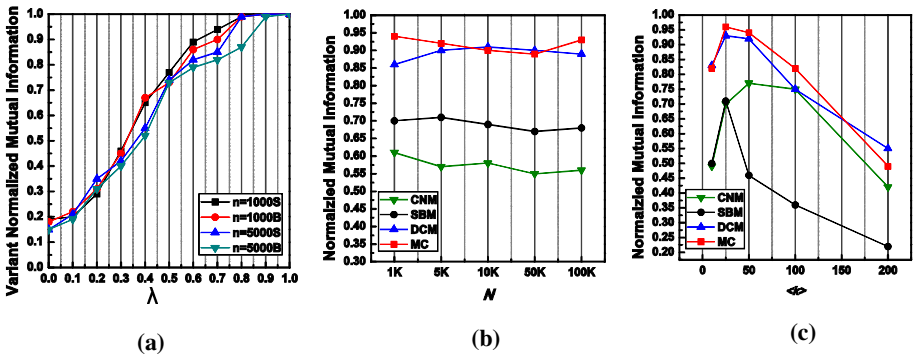 (a)
Variant Normalized Mutual Information
1.0
0.9
0.8
0.7
0.6
0.5
0.4
0.3
0.2
0.1
0.0
n=1000S
n=1000B
n=5000S
n=5000B
0.0 0.1 0.2 0.3 0.4 0.5 0.6 0.7 0.8 0.9 1.0
λ
(b)
Normalized Mutual Information
1.00
0.95
0.90
0.85
0.80
0.75
0.70
0.65
0.60
0.55
0.50
0.45
0.40
0.35
0.30
CNM
SBM
DCM
MC
1K 5K 10K 50K 100K
N
(c)
Normalzied Mutual Information
1.00
0.95
0.90
0.85
0.80
0.75
0.70
0.65
0.60
0.55
0.50
0.45
0.40
0.35
0.30
0.25
0.20
CNM
SBM
DCM
MC
0 50 100 150 200
<k>
(a) (b) (c)